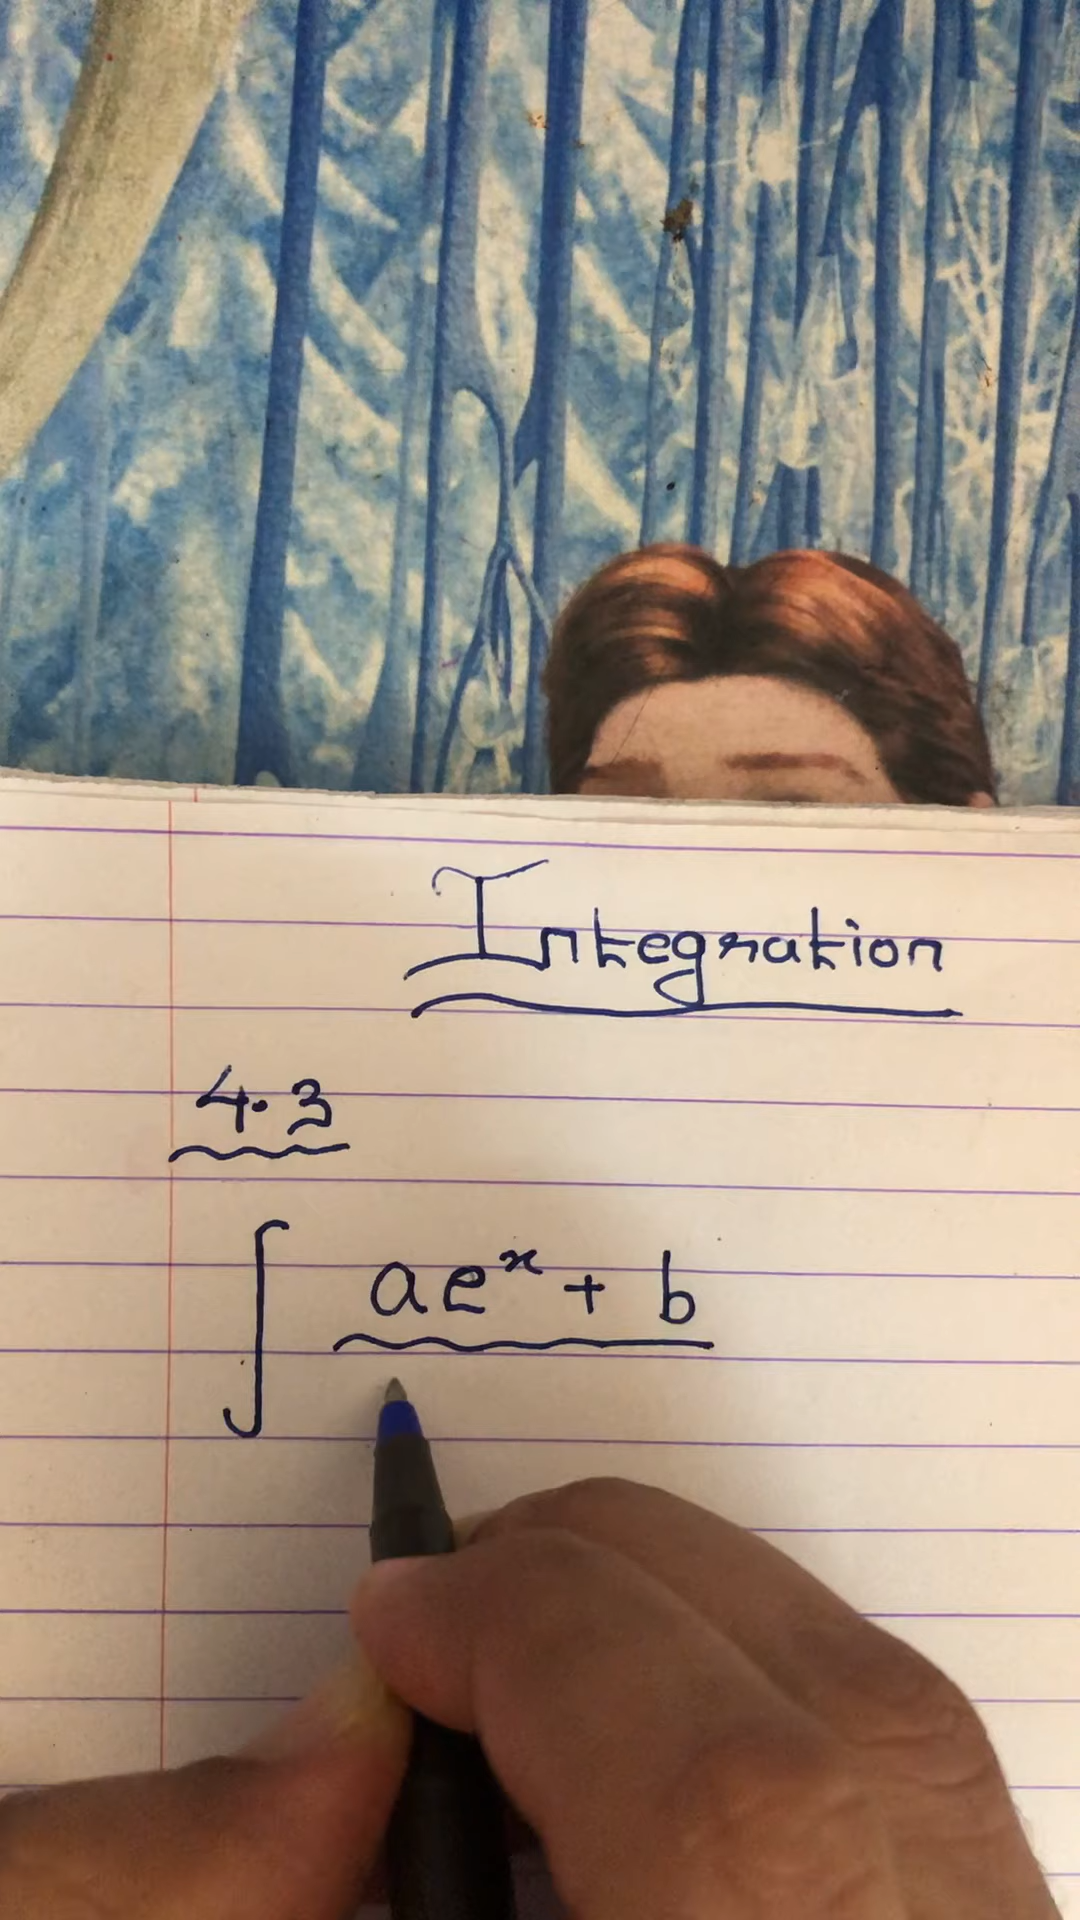 Integration
4.3
∫ ae^x + b